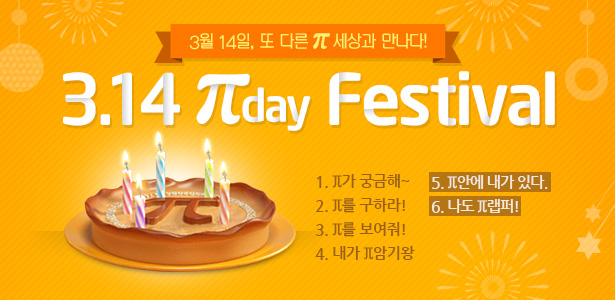 3월 14일, 또 다른 π 세상과 만나다!
3.14 πday Festival
1. π가 궁금해~
2. π를 구하라!
3. π를 보여줘!
4. 내가 π암기왕
5. π안에 내가 있다.
6. 나도 π랩퍼!
π